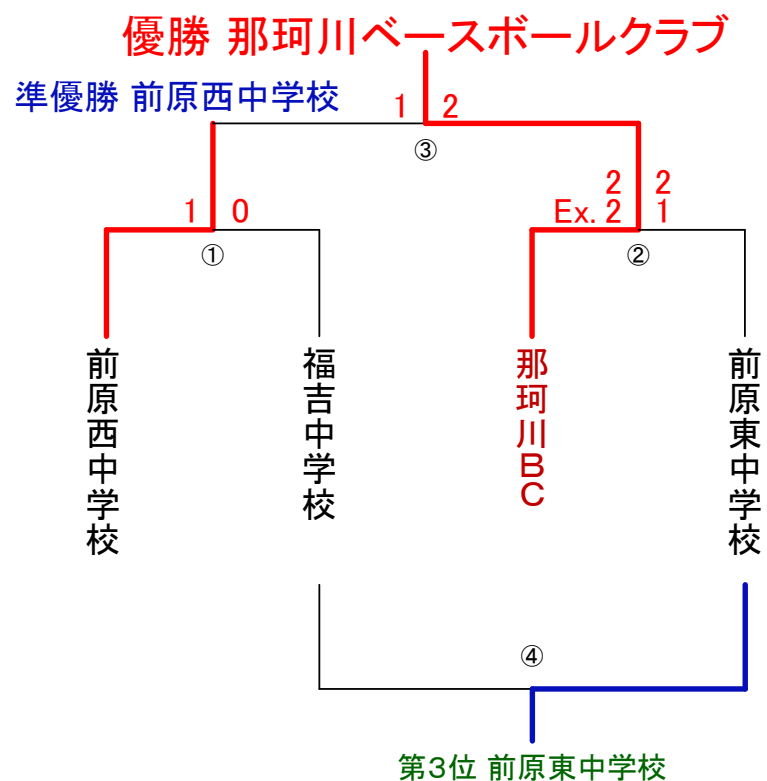 優勝 那珂川ベースボールクラブ
準優勝 前原西中学校
1 2
③
2 2
1 0
Ex. 2 1
①
②
前原西中学校
福吉中学校
那珂川BC
前原東中学校
④
第3位 前原東中学校